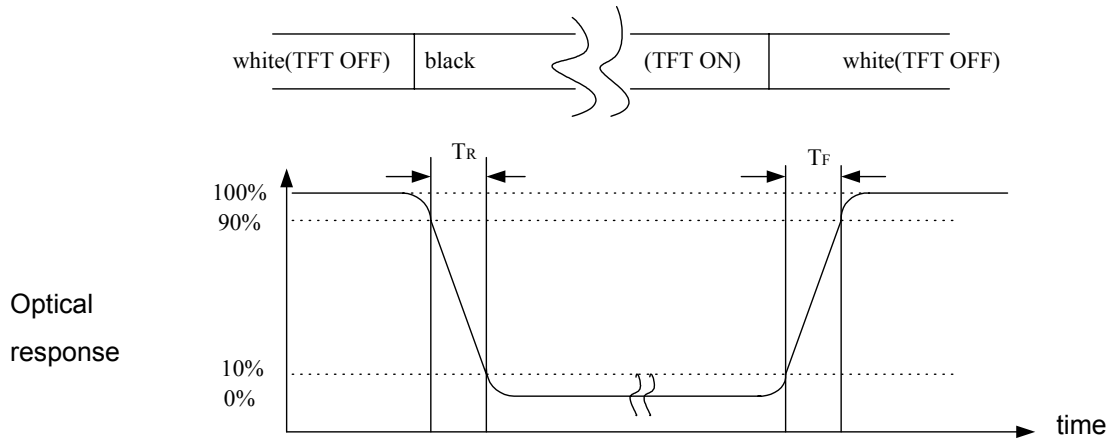 white(TFT OFF) black (TFT ON) white(TFT OFF)
TR TF
100%
90%
Optical
response
10%
0%
time